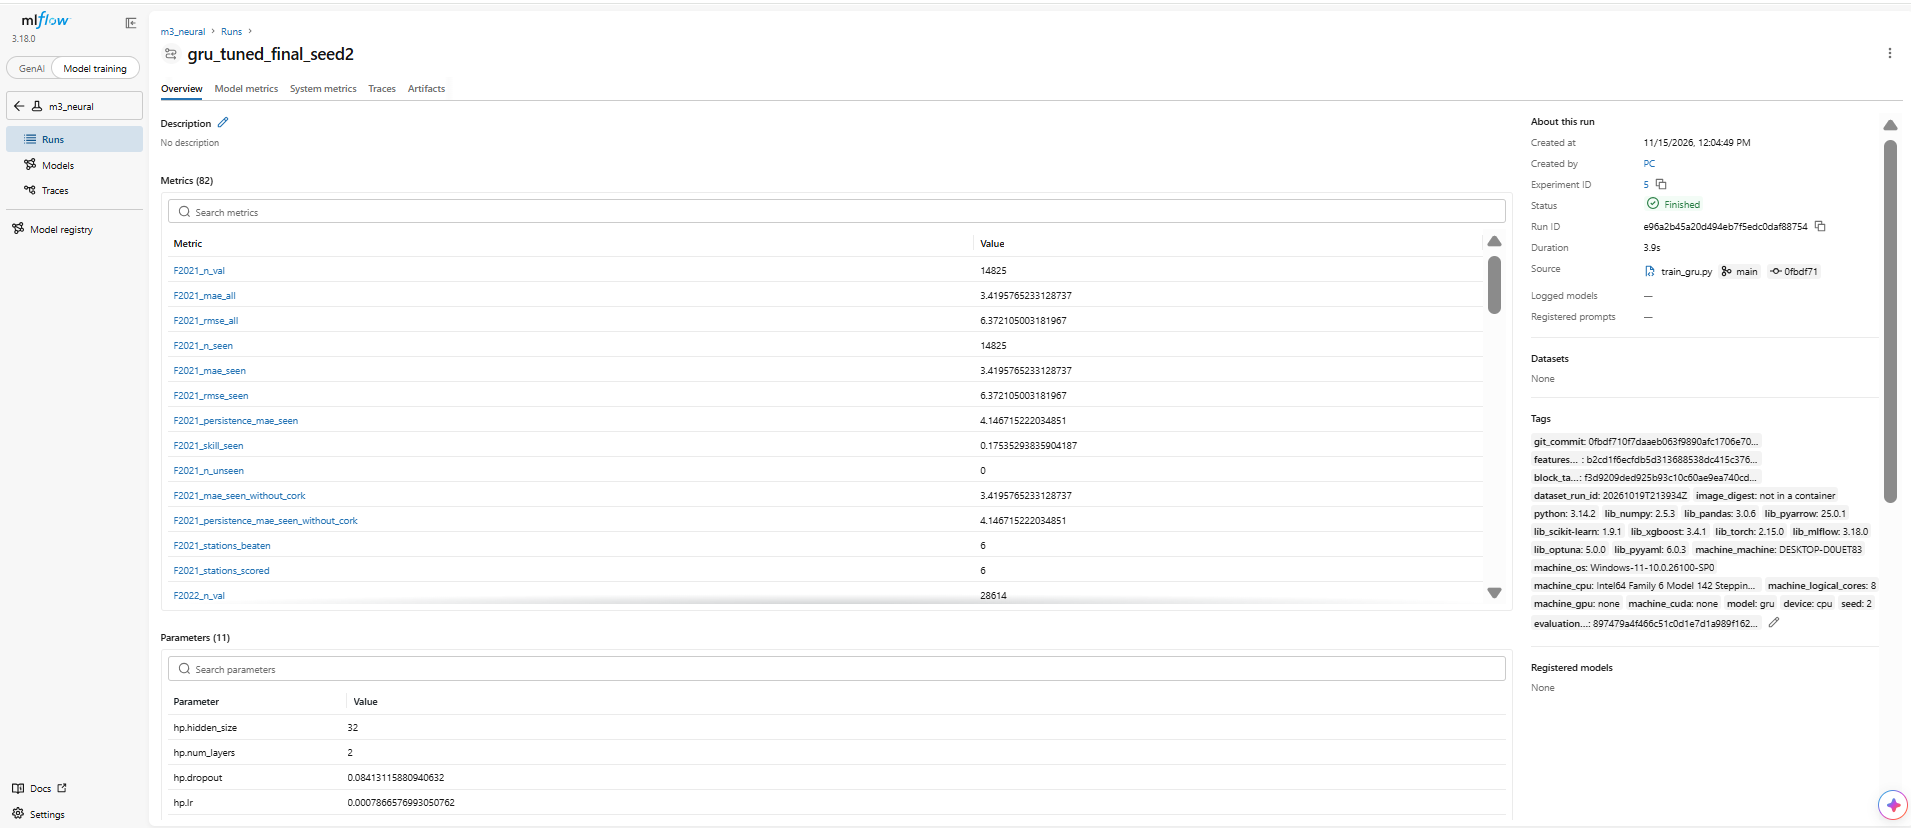 mlflow
3.18.0
GenAI Model training
m3_neural
Runs
Models
Traces
Model registry
Docs
Settings
m3_neural > Runs >
gru_tuned_final_seed2
Overview Model metrics System metrics Traces Artifacts
Description
No description
Metrics (82)
Search metrics
Metric Value
F2021_n_val 14825
F2021_mae_all 3.4195765233128737
F2021_rmse_all 6.372105003181967
F2021_n_seen 14825
F2021_mae_seen 3.4195765233128737
F2021_rmse_seen 6.372105003181967
F2021_persistence_mae_seen 4.146715222034851
F2021_skill_seen 0.17535293835904187
F2021_n_unseen 0
F2021_mae_seen_without_cork 3.4195765233128737
F2021_persistence_mae_seen_without_cork 4.146715222034851
F2021_stations_beaten 6
F2021_stations_scored 6
F2022_n_val 28614
Parameters (11)
Search parameters
Parameter Value
hp.hidden_size 32
hp.num_layers 2
hp.dropout 0.08413115880940632
hp.lr 0.0007866576993050762
About this run
Created at 11/15/2026, 12:04:49 PM
Created by PC
Experiment ID 5
Status Finished
Run ID e96a2b45a20d494eb7f5edc0daf88754
Duration 3.9s
Source train_gru.py main 0fbdf71
Logged models —
Registered prompts —
Datasets
None
Tags
git_commit: 0fbdf710f7daaeb063f9890afc1706e70...
features... : b2cd1f6ecfdb5d313688538dc415c376...
block_ta...: f3d9209ded925b93c10c60ae9ea740cd...
dataset_run_id: 20261019T213934Z image_digest: not in a container
python: 3.14.2 lib_numpy: 2.5.3 lib_pandas: 3.0.6 lib_pyarrow: 25.0.1
lib_scikit-learn: 1.9.1 lib_xgboost: 3.4.1 lib_torch: 2.15.0 lib_mlflow: 3.18.0
lib_optuna: 5.0.0 lib_pyyaml: 6.0.3 machine_machine: DESKTOP-D0UET83
machine_os: Windows-11-10.0.26100-SP0
machine_cpu: Intel64 Family 6 Model 142 Steppin... machine_logical_cores: 8
machine_gpu: none machine_cuda: none model: gru device: cpu seed: 2
evaluation...: 897479a4f466c51c0d1e7d1a989f162...
Registered models
None